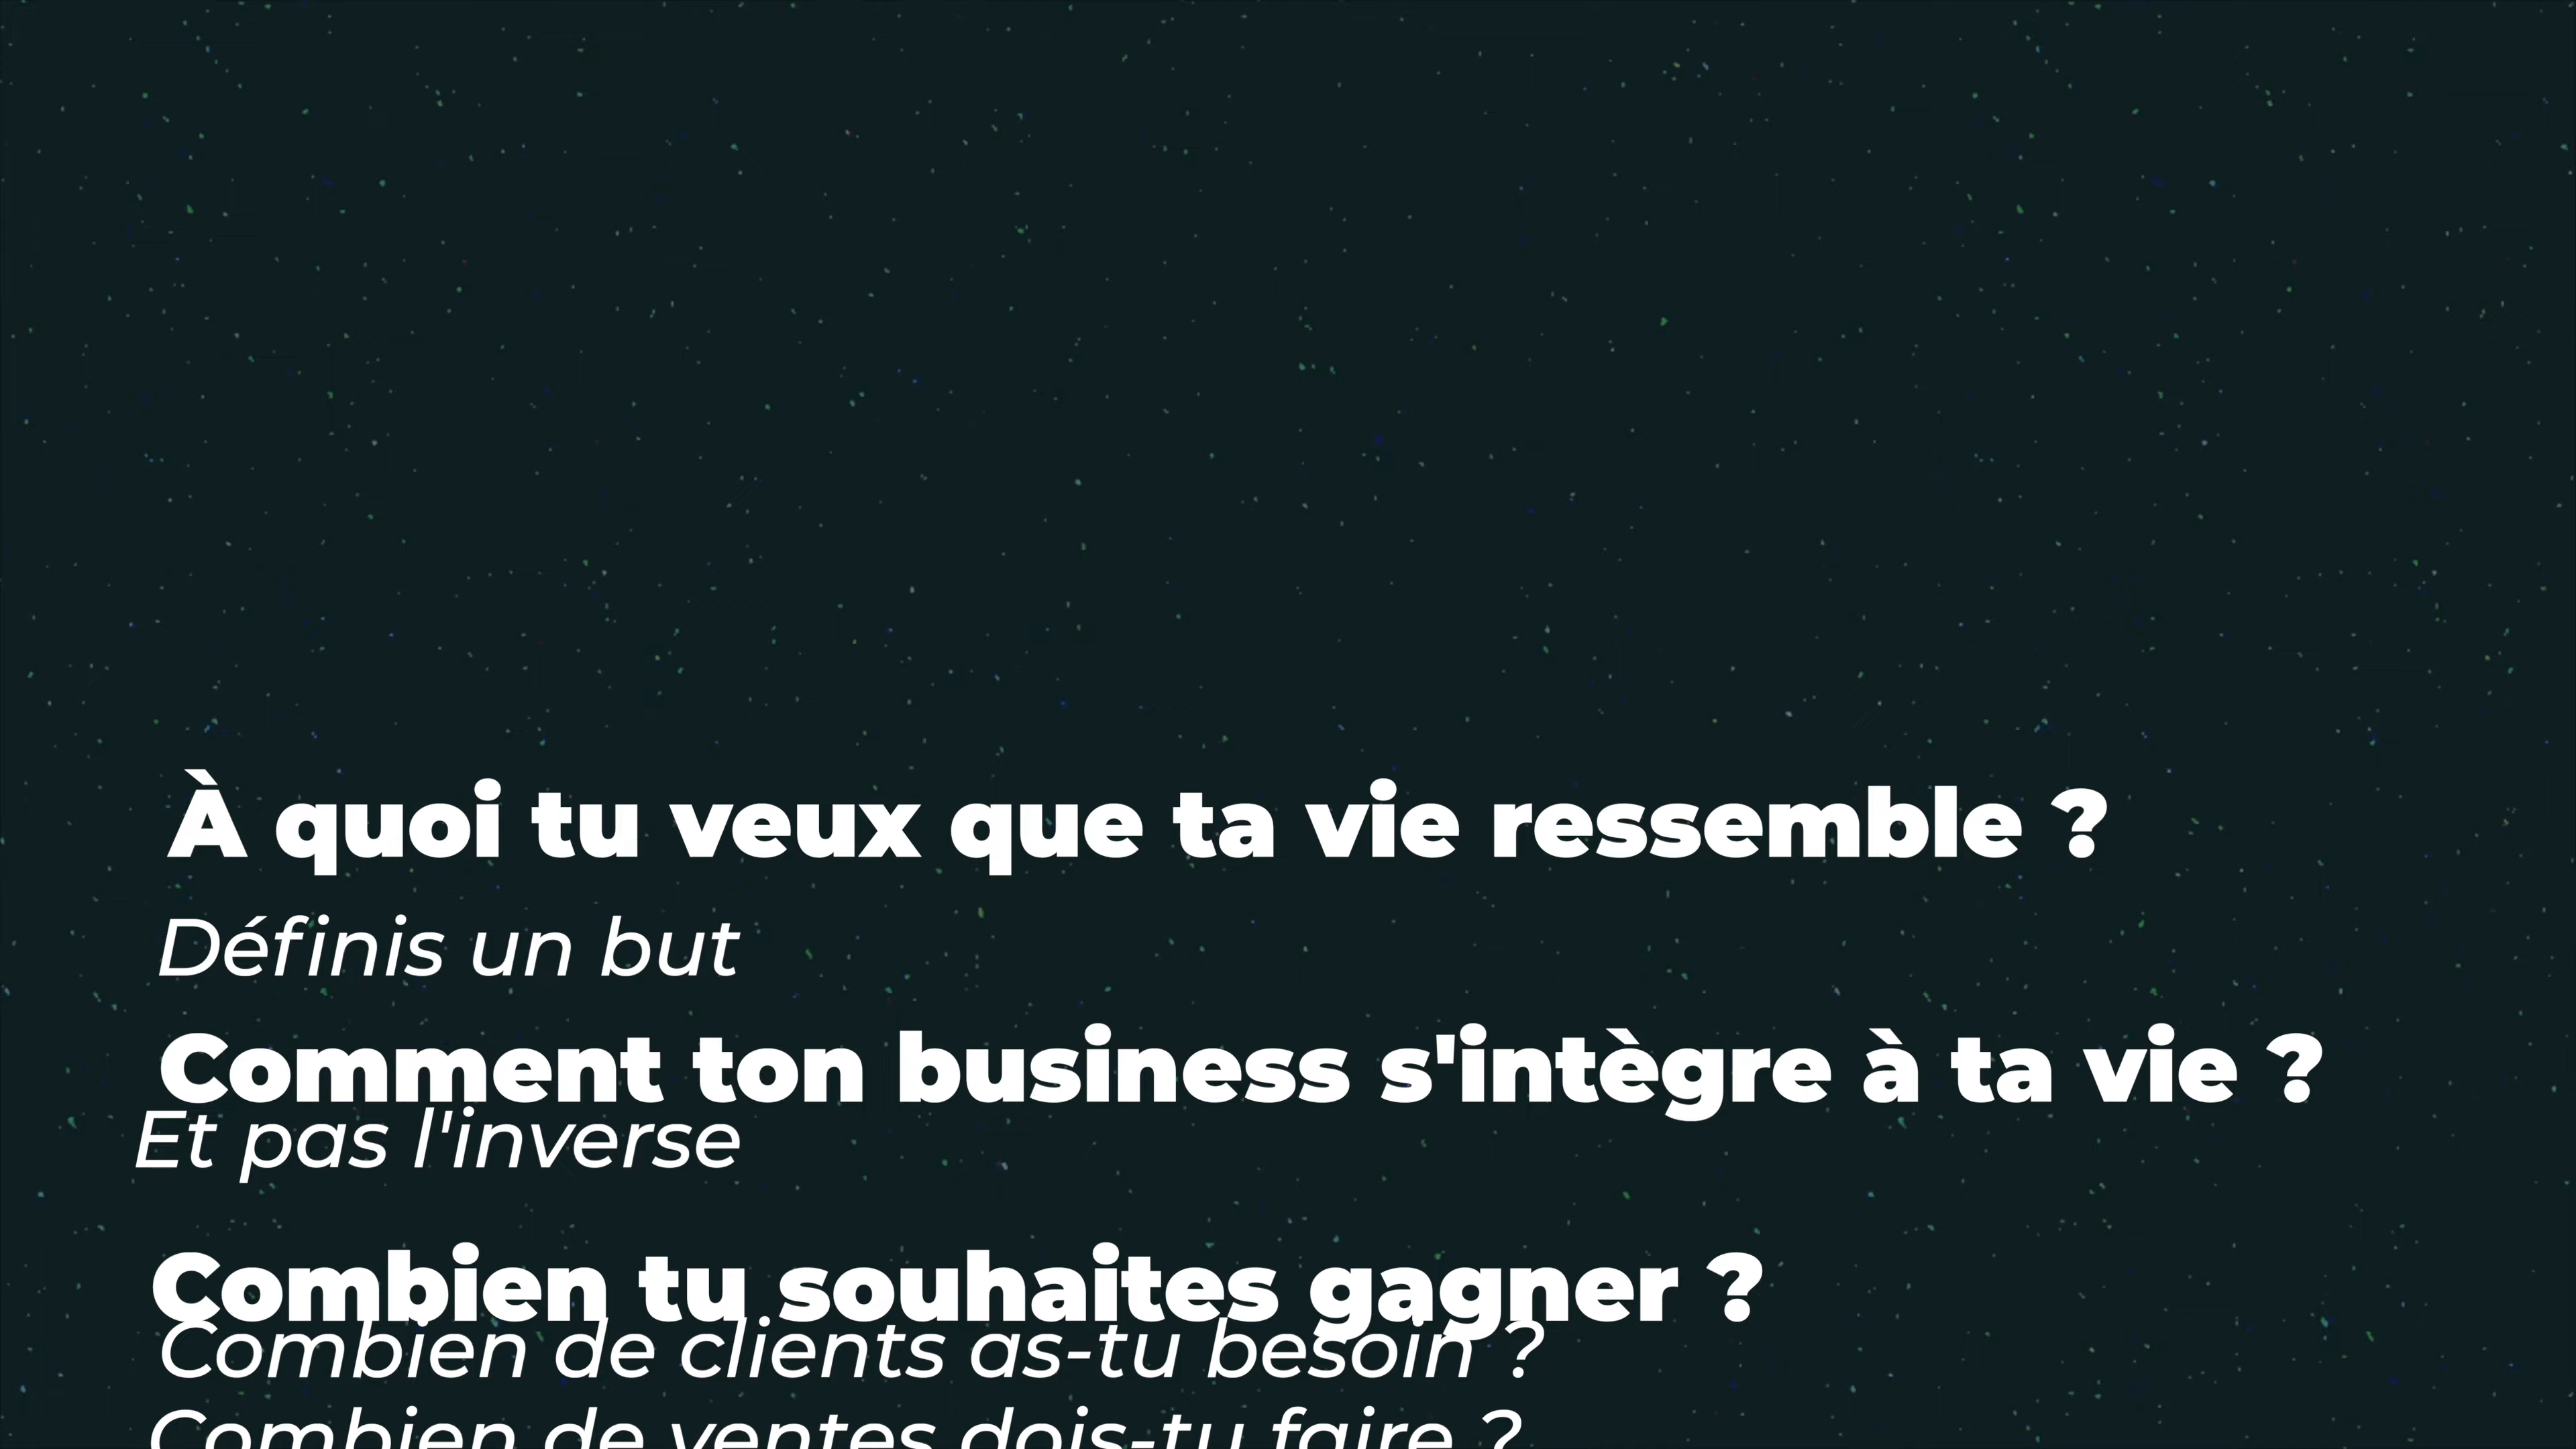 À quoi tu veux que ta vie ressemble ?
Définis un but
Comment ton business s'intègre à ta vie ?
Et pas l'inverse
Combien tu souhaites gagner ?
Combien de clients as-tu besoin ?
Combien de ventes dois-tu faire ?